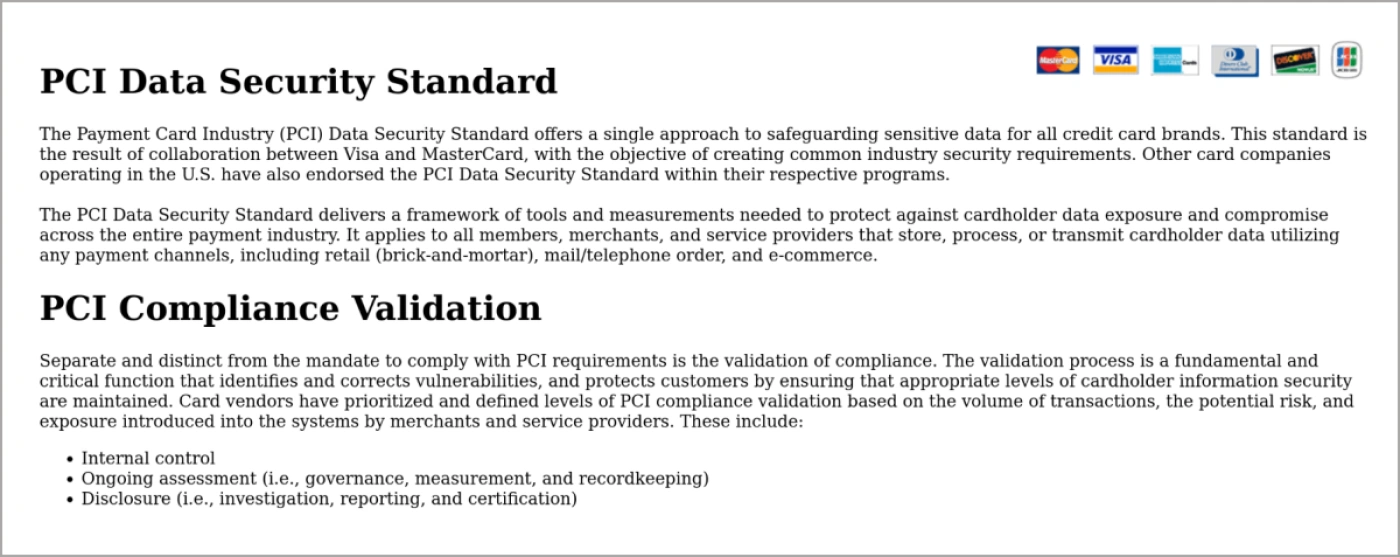 MasterCard VISA Cards Diners Club International DISCOVER JCB
PCI Data Security Standard
The Payment Card Industry (PCI) Data Security Standard offers a single approach to safeguarding sensitive data for all credit card brands. This standard is
the result of collaboration between Visa and MasterCard, with the objective of creating common industry security requirements. Other card companies
operating in the U.S. have also endorsed the PCI Data Security Standard within their respective programs.
The PCI Data Security Standard delivers a framework of tools and measurements needed to protect against cardholder data exposure and compromise
across the entire payment industry. It applies to all members, merchants, and service providers that store, process, or transmit cardholder data utilizing
any payment channels, including retail (brick-and-mortar), mail/telephone order, and e-commerce.
PCI Compliance Validation
Separate and distinct from the mandate to comply with PCI requirements is the validation of compliance. The validation process is a fundamental and
critical function that identifies and corrects vulnerabilities, and protects customers by ensuring that appropriate levels of cardholder information security
are maintained. Card vendors have prioritized and defined levels of PCI compliance validation based on the volume of transactions, the potential risk, and
exposure introduced into the systems by merchants and service providers. These include:
• Internal control
• Ongoing assessment (i.e., governance, measurement, and recordkeeping)
• Disclosure (i.e., investigation, reporting, and certification)